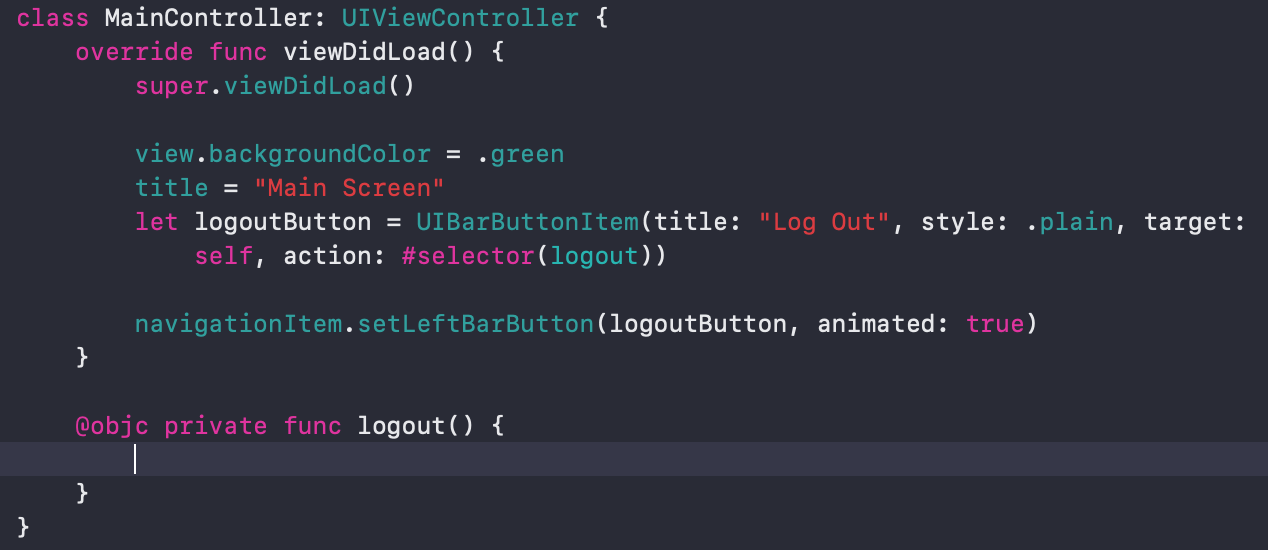 class MainController: UIViewController {
    override func viewDidLoad() {
        super.viewDidLoad()

        view.backgroundColor = .green
        title = "Main Screen"
        let logoutButton = UIBarButtonItem(title: "Log Out", style: .plain, target:
            self, action: #selector(logout))

        navigationItem.setLeftBarButton(logoutButton, animated: true)
    }

    @objc private func logout() {

    }
}